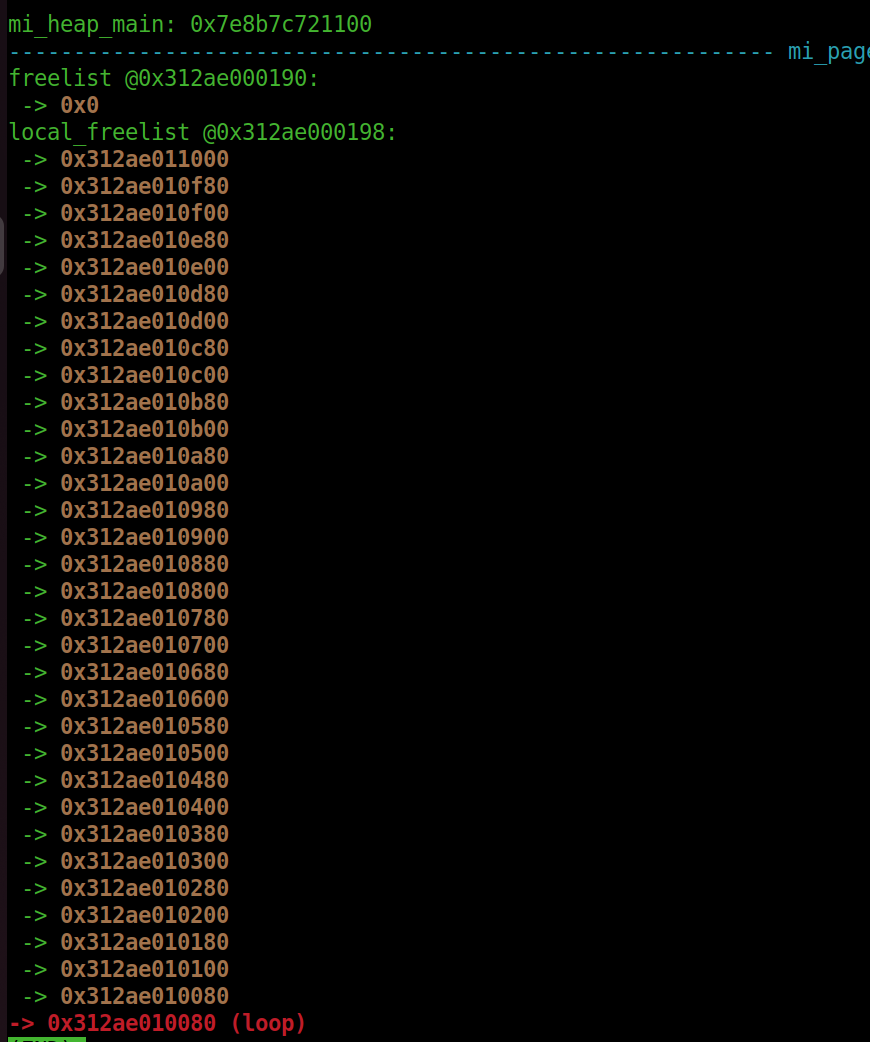 mi_heap_main: 0x7e8b7c721100
----------------------------------------------------------- mi_page
freelist @0x312ae000190:
-> 0x0
local_freelist @0x312ae000198:
-> 0x312ae011000
-> 0x312ae010f80
-> 0x312ae010f00
-> 0x312ae010e80
-> 0x312ae010e00
-> 0x312ae010d80
-> 0x312ae010d00
-> 0x312ae010c80
-> 0x312ae010c00
-> 0x312ae010b80
-> 0x312ae010b00
-> 0x312ae010a80
-> 0x312ae010a00
-> 0x312ae010980
-> 0x312ae010900
-> 0x312ae010880
-> 0x312ae010800
-> 0x312ae010780
-> 0x312ae010700
-> 0x312ae010680
-> 0x312ae010600
-> 0x312ae010580
-> 0x312ae010500
-> 0x312ae010480
-> 0x312ae010400
-> 0x312ae010380
-> 0x312ae010300
-> 0x312ae010280
-> 0x312ae010200
-> 0x312ae010180
-> 0x312ae010100
-> 0x312ae010080
-> 0x312ae010080 (loop)